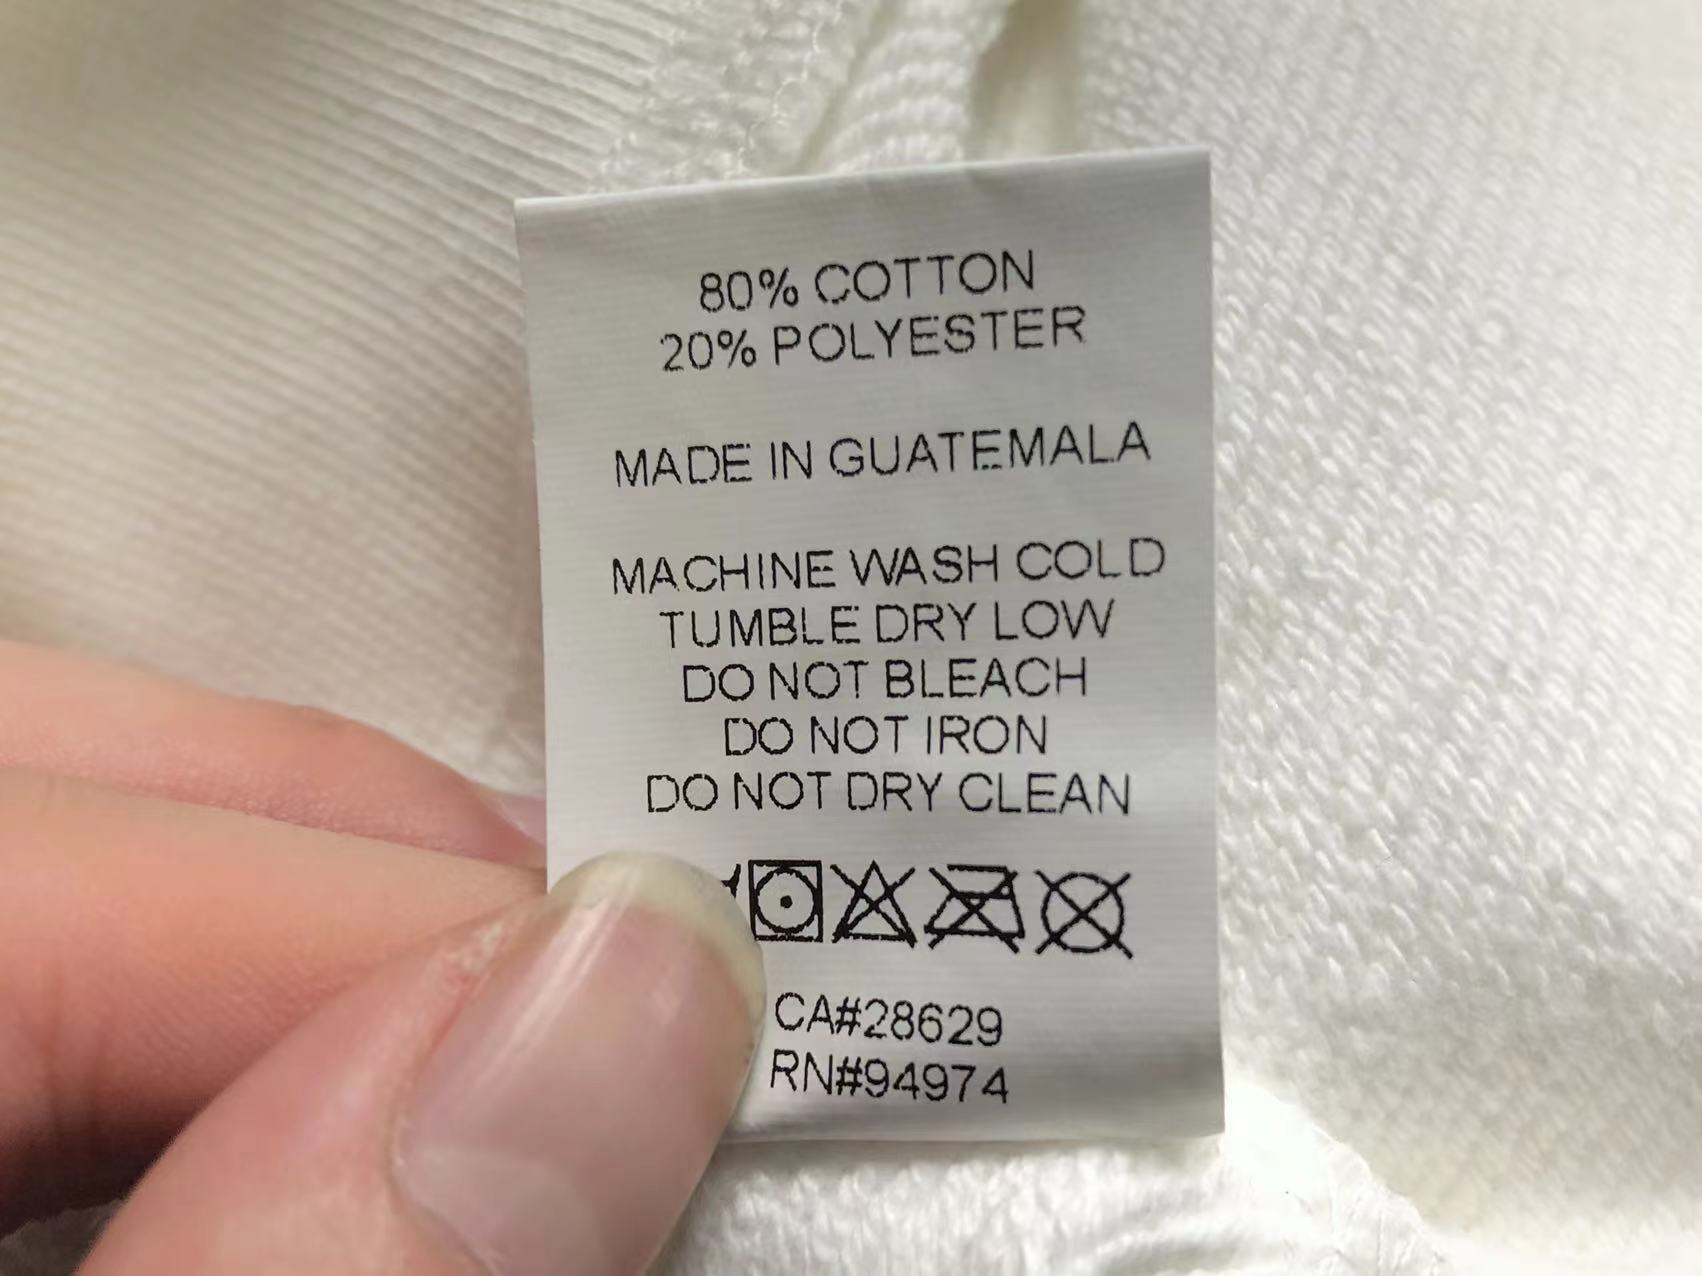 80% COTTON
20% POLYESTER
MADE IN GUATEMALA
MACHINE WASH COLD
TUMBLE DRY LOW
DO NOT BLEACH
DO NOT IRON
DO NOT DRY CLEAN
CA#28629
RN#94974